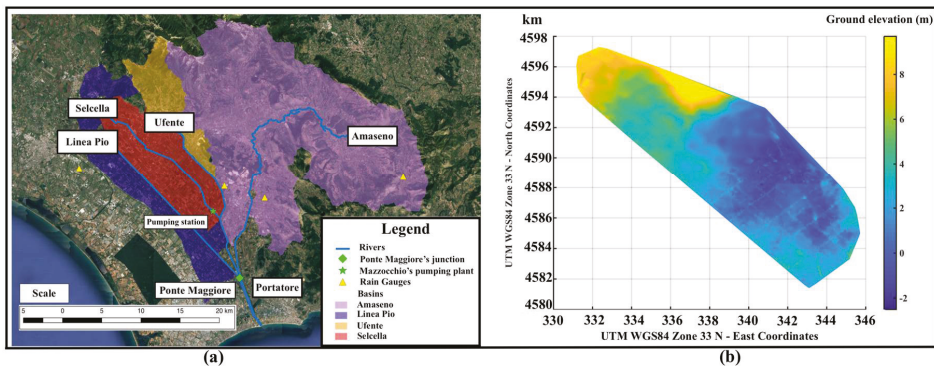 Selcella
Linea Pio
Ufente
Amaseno
Pumping station
Ponte Maggiore
Portatore
Scale
5 0 5 10 15 20 km
Legend
Rivers
Ponte Maggiore's junction
Mazzocchio's pumping plant
Rain Gauges
Basins
Amaseno
Linea Pio
Ufente
Selcella
(a)
km
Ground elevation (m)
UTM WGS84 Zone 33 N - North Coordinates
4598
4596
4594
4592
4590
4588
4586
4584
4582
4580
330 332 334 336 338 340 342 344 346
UTM WGS84 Zone 33 N - East Coordinates
8
6
4
2
0
-2
(b)